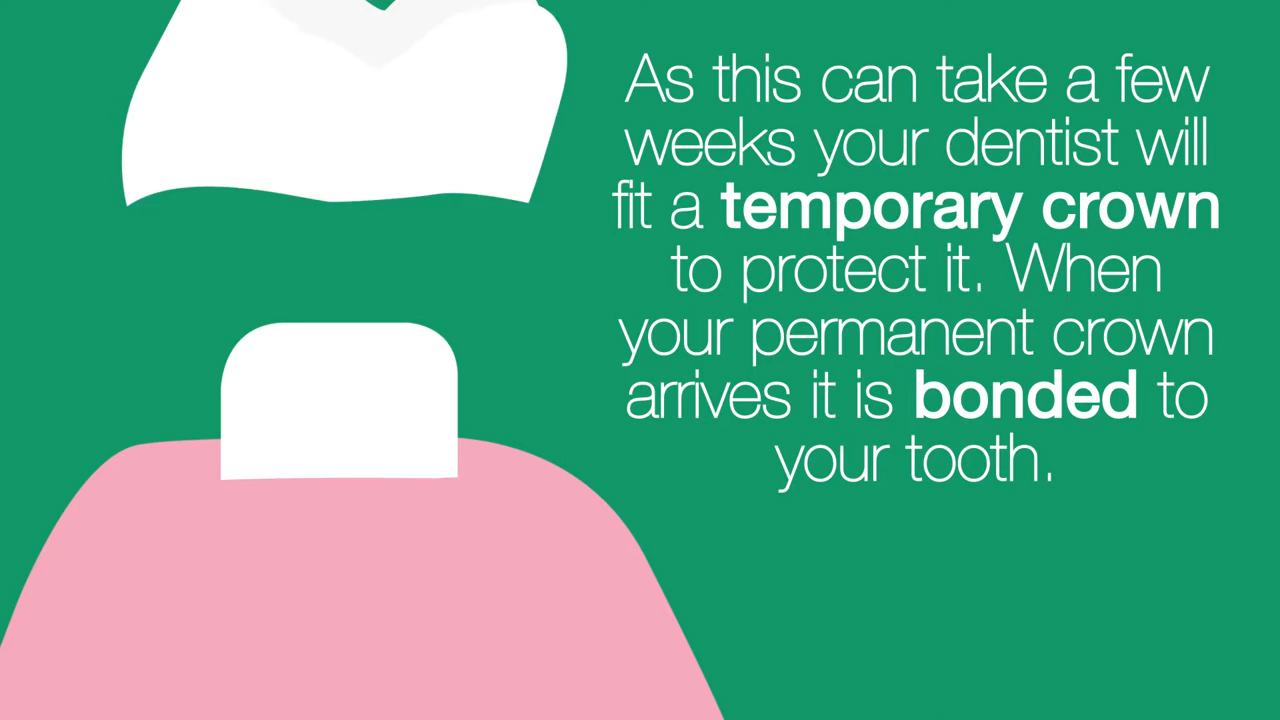 As this can take a few
weeks your dentist will
fit a temporary crown
to protect it. When
your permanent crown
arrives it is bonded to
your tooth.